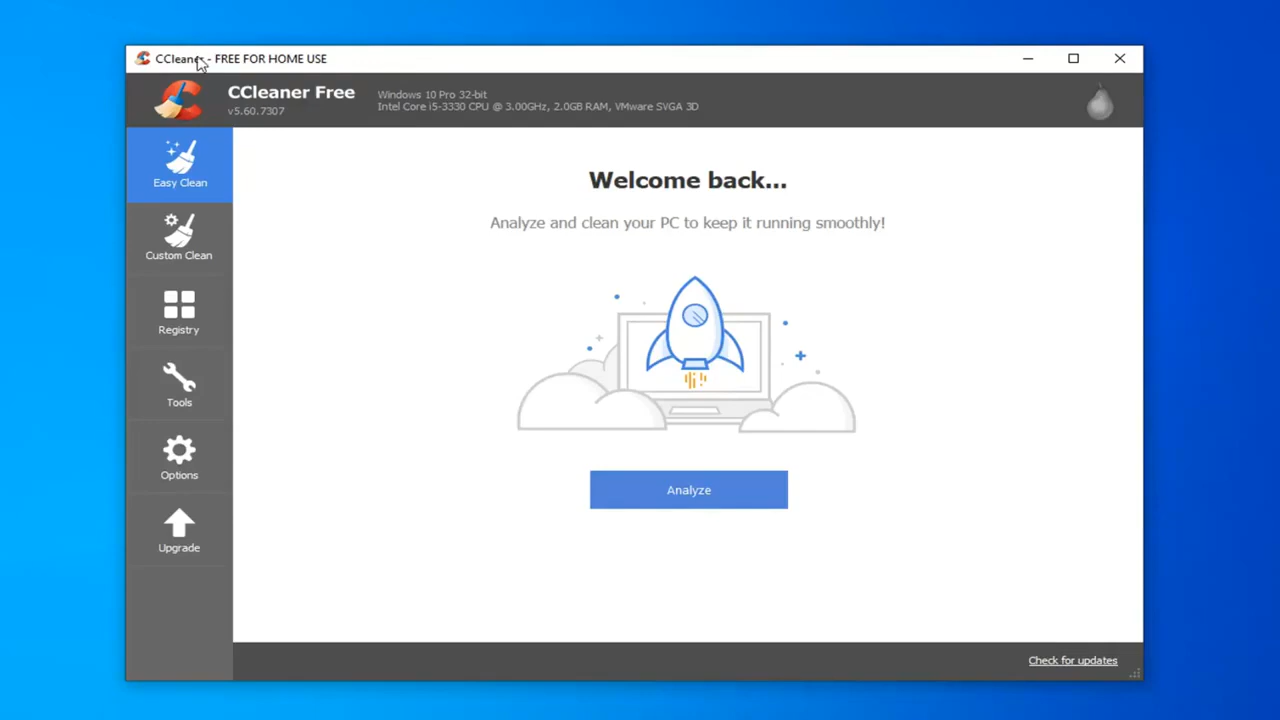 CCleaner - FREE FOR HOME USE
CCleaner Free
v5.60.7307
Windows 10 Pro 32-bit
Intel Core i5-3330 CPU @ 3.00GHz, 2.0GB RAM, VMware SVGA 3D
Easy Clean
Custom Clean
Registry
Tools
Options
Upgrade
Welcome back...
Analyze and clean your PC to keep it running smoothly!
Analyze
Check for updates